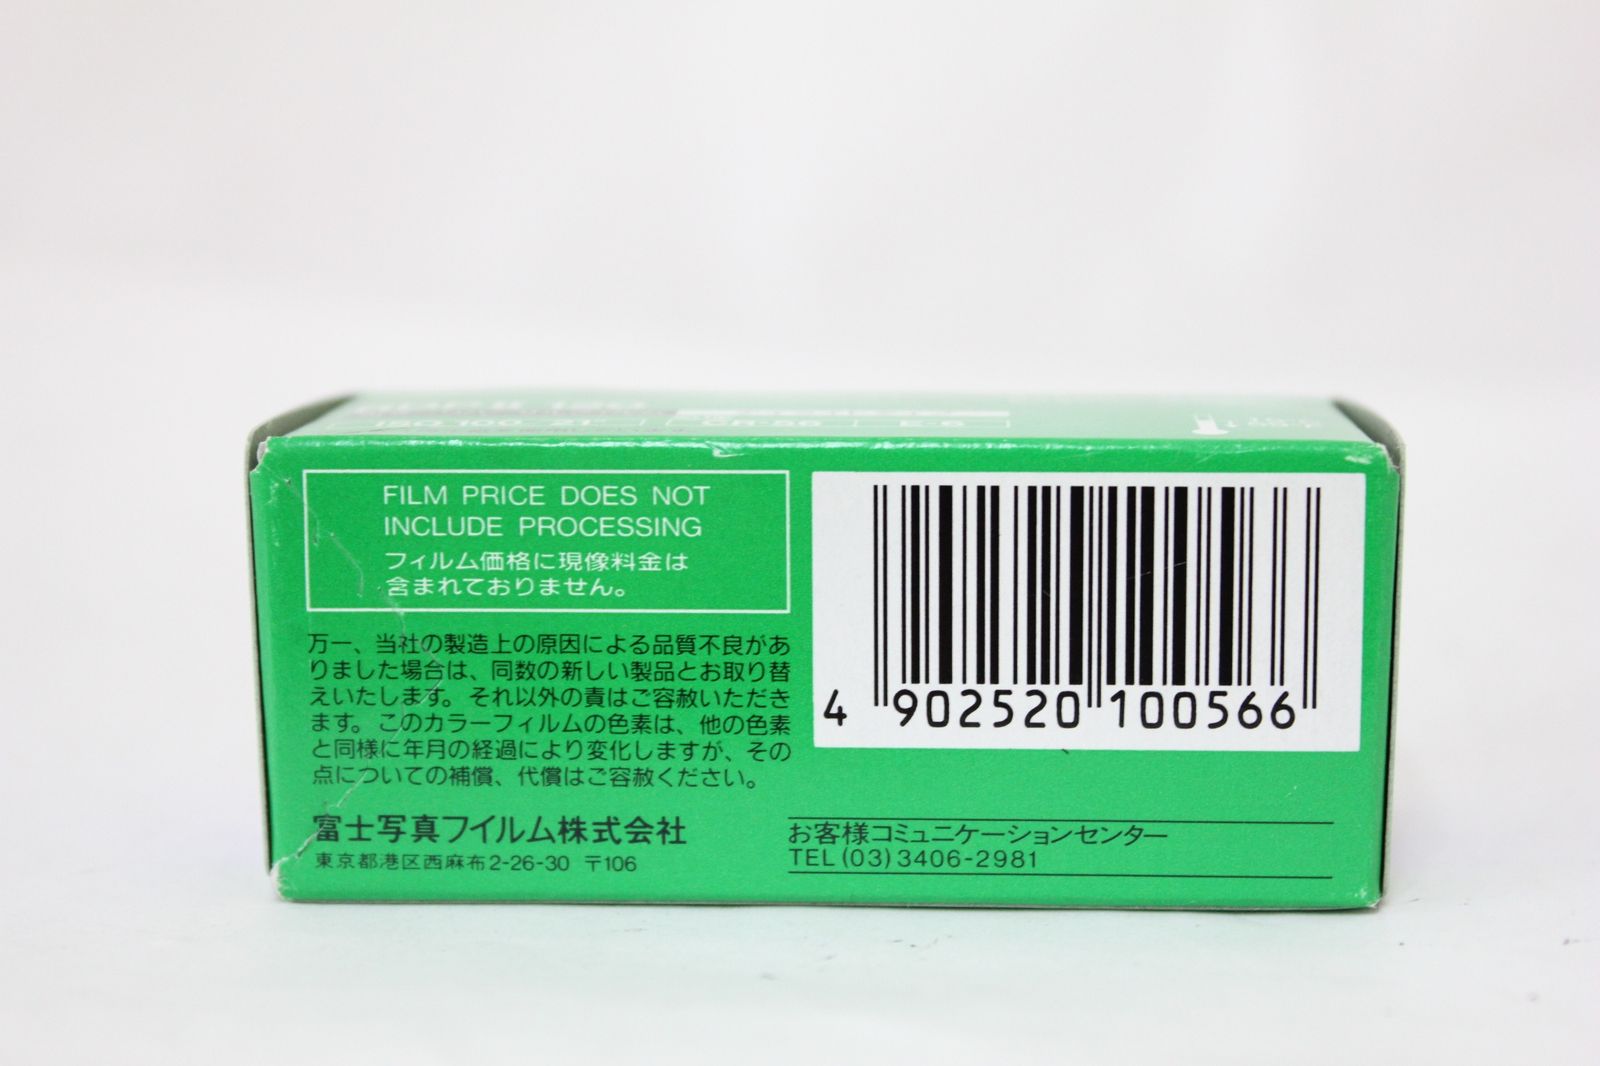 ISO 100 21°
CR-56
E-6
FILM PRICE DOES NOT
INCLUDE PROCESSING
フィルム価格に現像料金は
含まれておりません。
万一、当社の製造上の原因による品質不良があ
りました場合は、同数の新しい製品とお取り替
えいたします。それ以外の責はご容赦いただき
ます。このカラーフィルムの色素は、他の色素
と同様に年月の経過により変化しますが、その
点についての補償、代償はご容赦ください。
富士写真フイルム株式会社
東京都港区西麻布2-26-30 〒106
4 902520 100566
お客様コミュニケーションセンター
TEL (03) 3406-2981